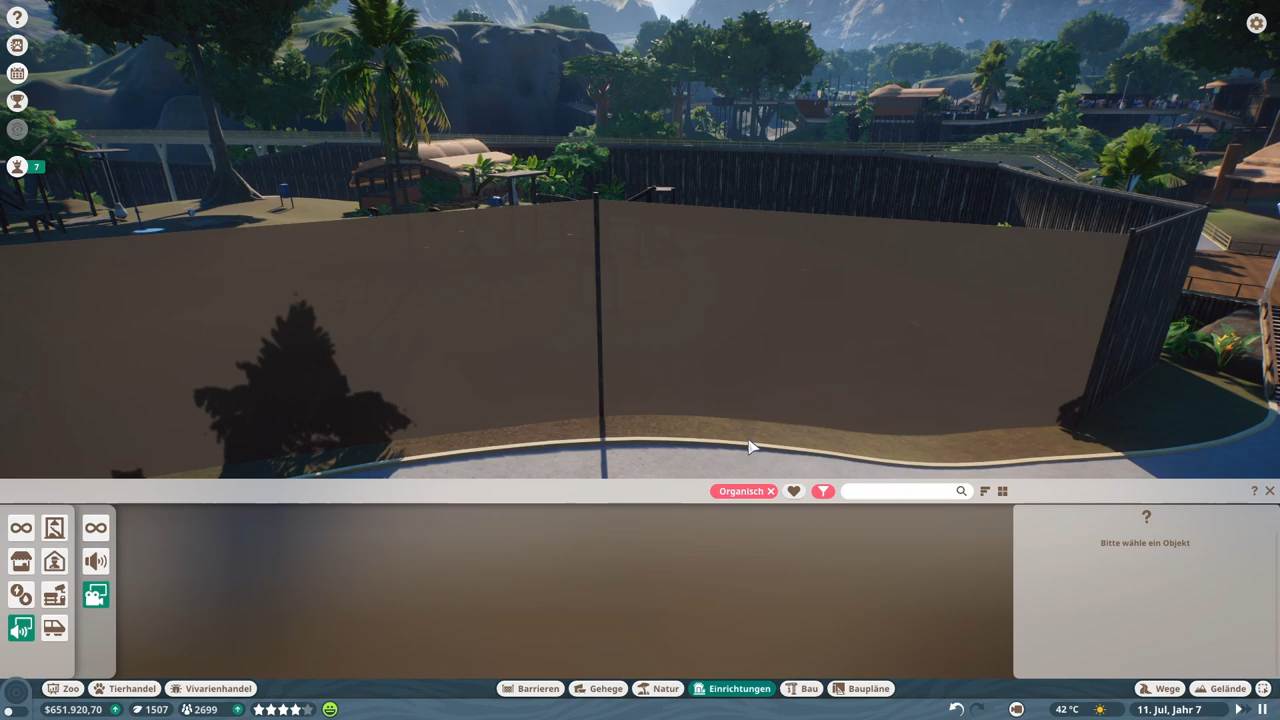 ?
7
Organisch ×
? ×
?
Bitte wähle ein Objekt
Zoo Tierhandel Vivarienhandel Barrieren Gehege Natur Einrichtungen Bau Baupläne Wege Gelände
$651.920,70 1507 2699 42 °C 11. Jul, Jahr 7